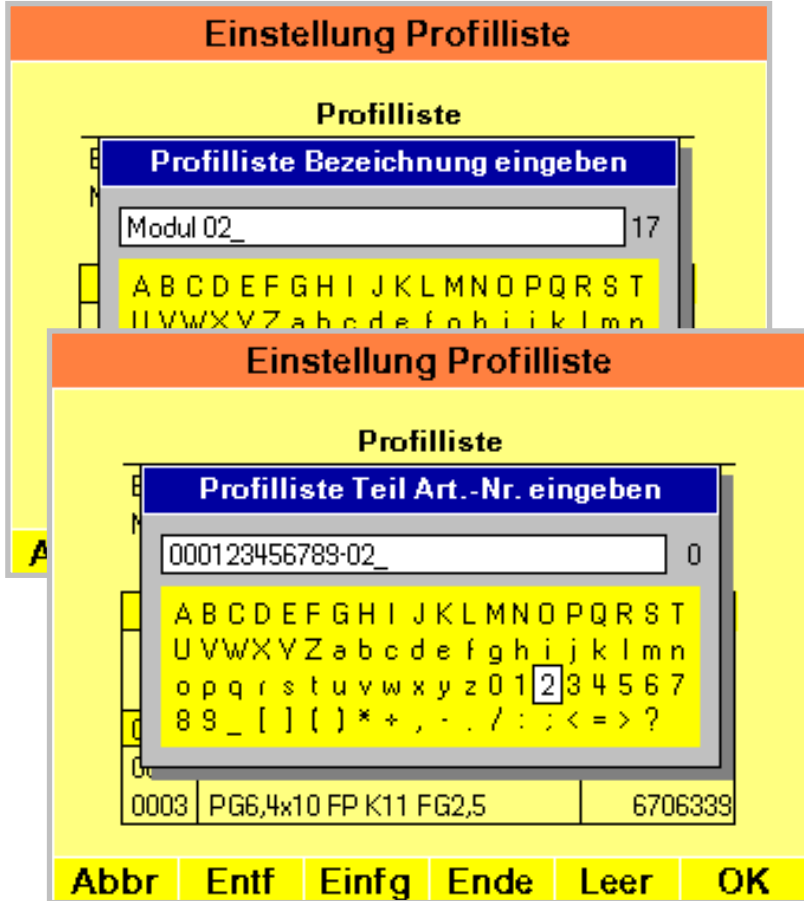 Einstellung Profilliste
Profilliste
Profilliste Bezeichnung eingeben
Modul 02_ 17
A B C D E F G H I J K L M N O P Q R S T
U V W X Y Z a b c d e f g h i j k l m n
Einstellung Profilliste
Profilliste
Profilliste Teil Art.-Nr. eingeben
000123456789-02_ 0
A B C D E F G H I J K L M N O P Q R S T
U V W X Y Z a b c d e f g h i j k l m n
o p q r s t u v w x y z 0 1 2 3 4 5 6 7
8 9 _ [ ] ( ) * + , - . / : ; < = > ?
0003 PG6,4x10 FP K11 FG2,5 6706339
Abbr Entf Einfg Ende Leer OK